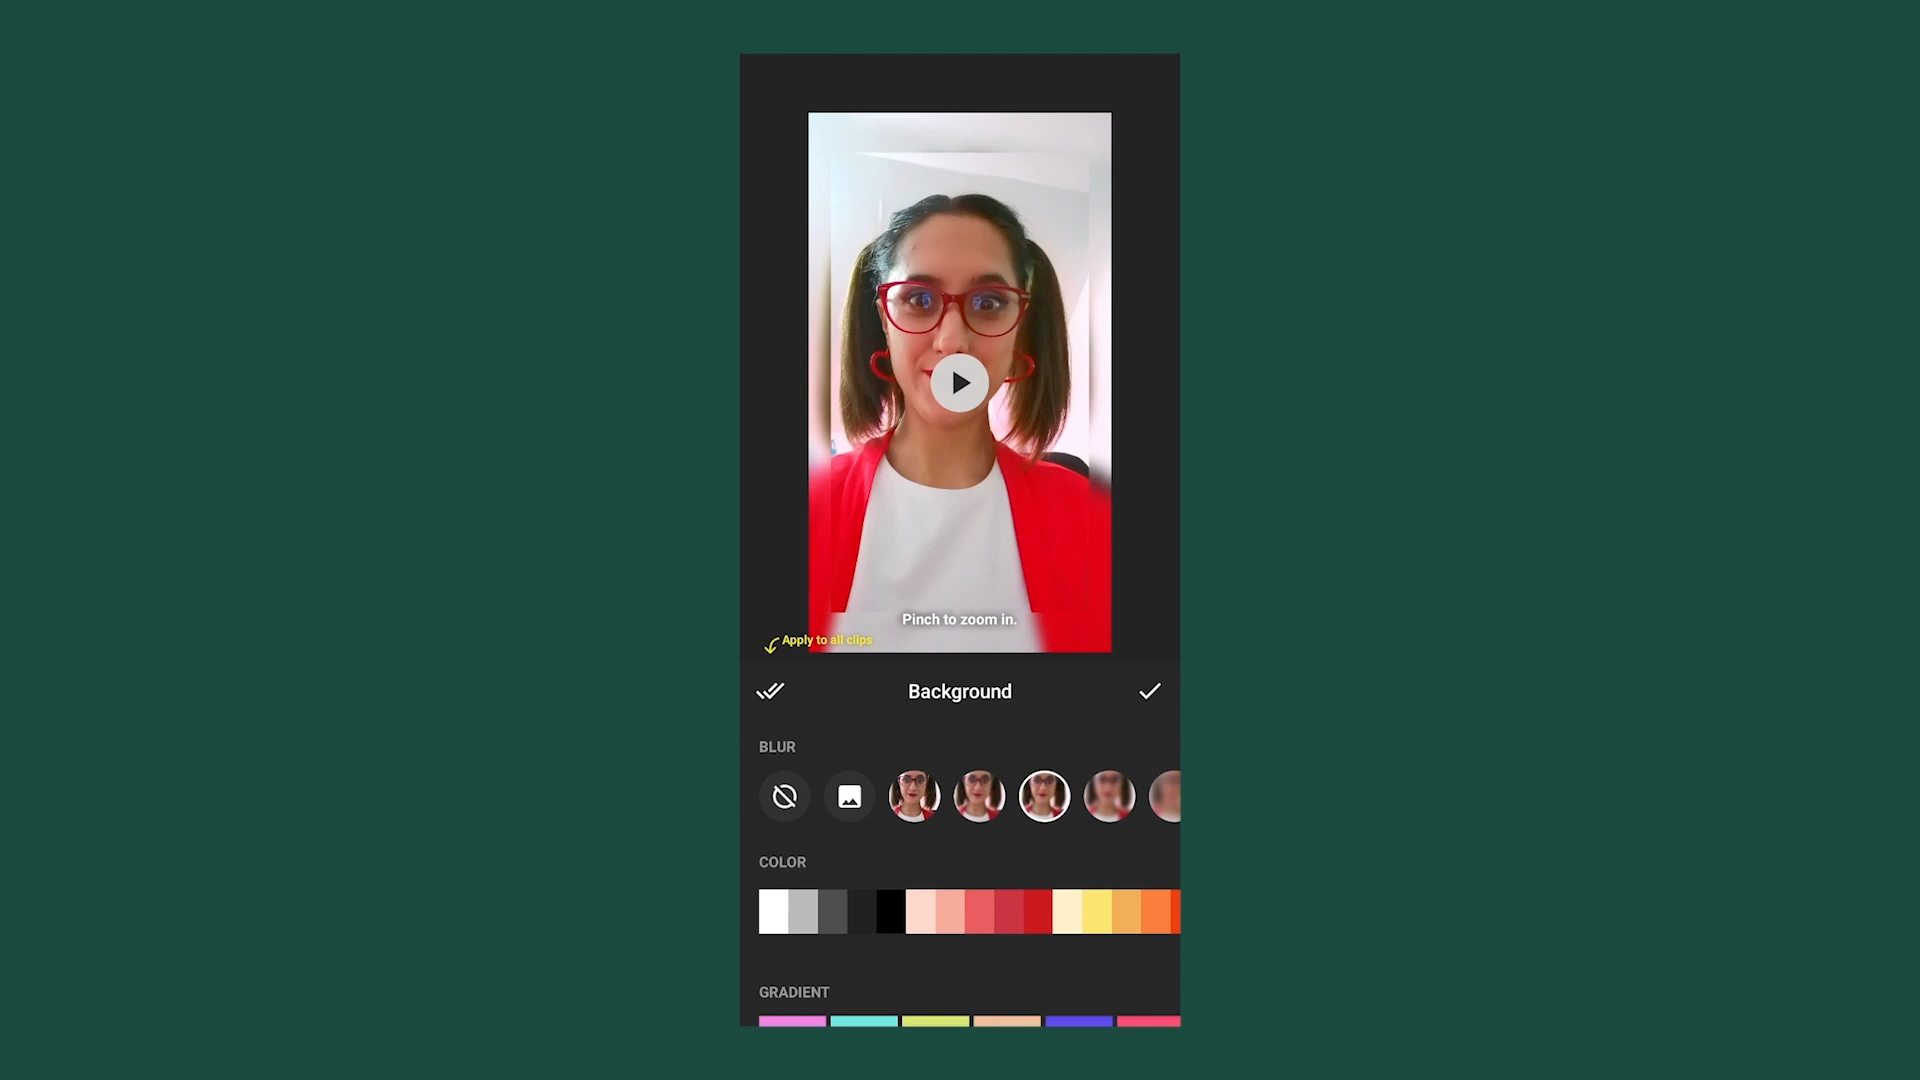 Pinch to zoom in.
Apply to all clips
Background
BLUR
COLOR
GRADIENT